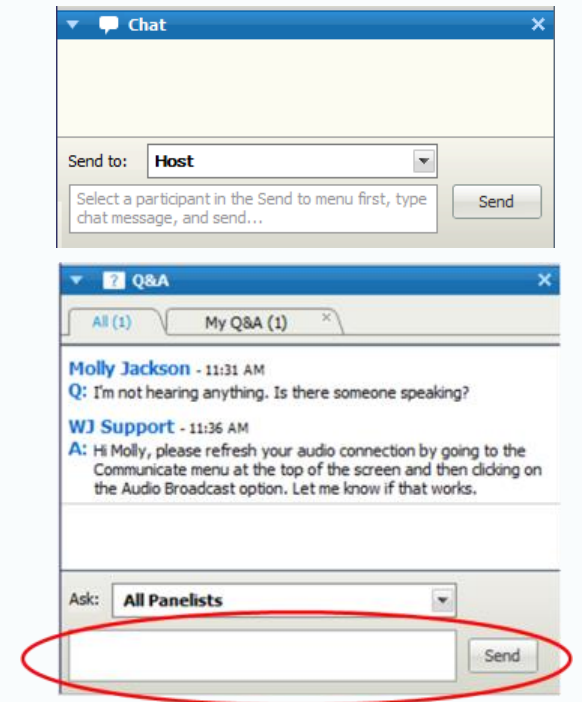 Chat
Send to: Host
Select a participant in the Send to menu first, type
chat message, and send...
Send
? Q&A
All (1) My Q&A (1)
Molly Jackson - 11:31 AM
Q: I'm not hearing anything. Is there someone speaking?
WJ Support - 11:36 AM
A: Hi Molly, please refresh your audio connection by going to the
Communicate menu at the top of the screen and then clicking on
the Audio Broadcast option. Let me know if that works.
Ask: All Panelists
Send